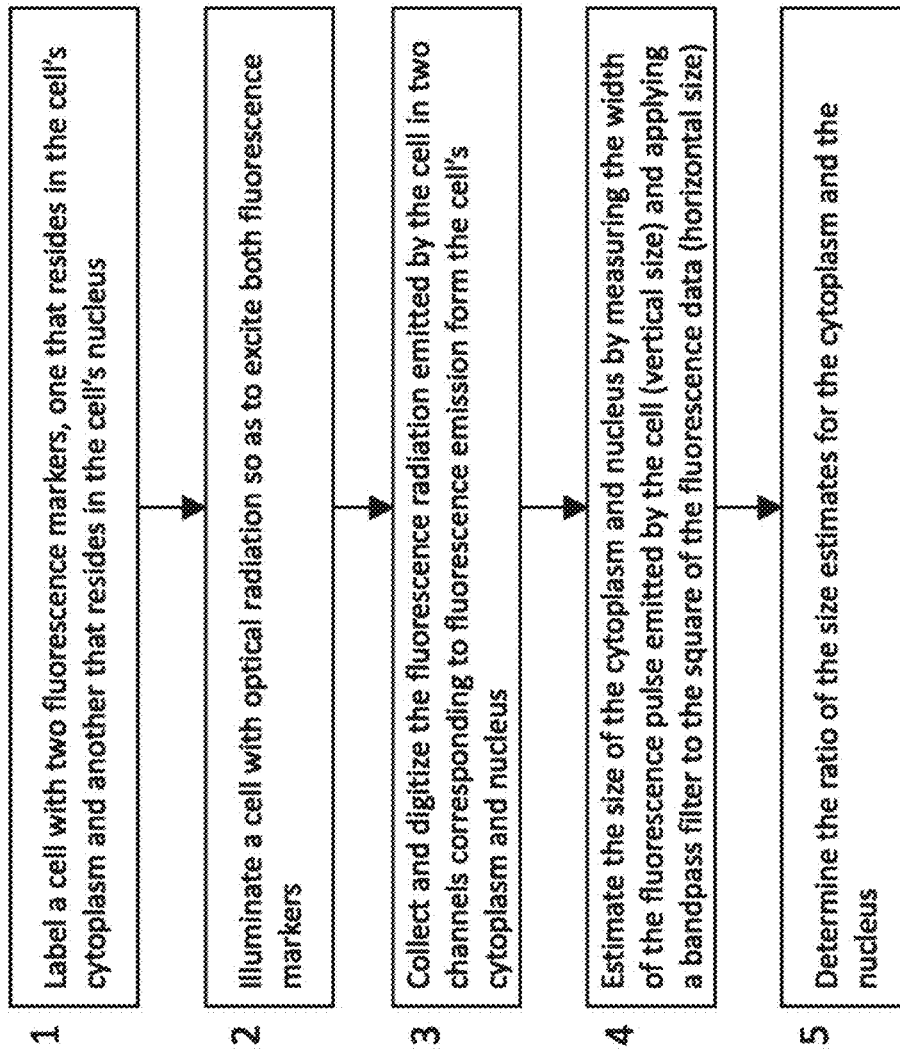 1
Label a cell with two fluorescence markers, one that resides in the cell's
cytoplasm and another that resides in the cell's nucleus
2
Illuminate a cell with optical radiation so as to excite both fluorescence
markers
3
Collect and digitize the fluorescence radiation emitted by the cell in two
channels corresponding to fluorescence emission form the cell's
cytoplasm and nucleus
4
Estimate the size of the cytoplasm and nucleus by measuring the width
of the fluorescence pulse emitted by the cell (vertical size) and applying
a bandpass filter to the square of the fluorescence data (horizontal size)
5
Determine the ratio of the size estimates for the cytoplasm and the
nucleus